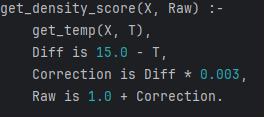 get_density_score(X, Raw) :-
    get_temp(X, T),
    Diff is 15.0 - T,
    Correction is Diff * 0.003,
    Raw is 1.0 + Correction.